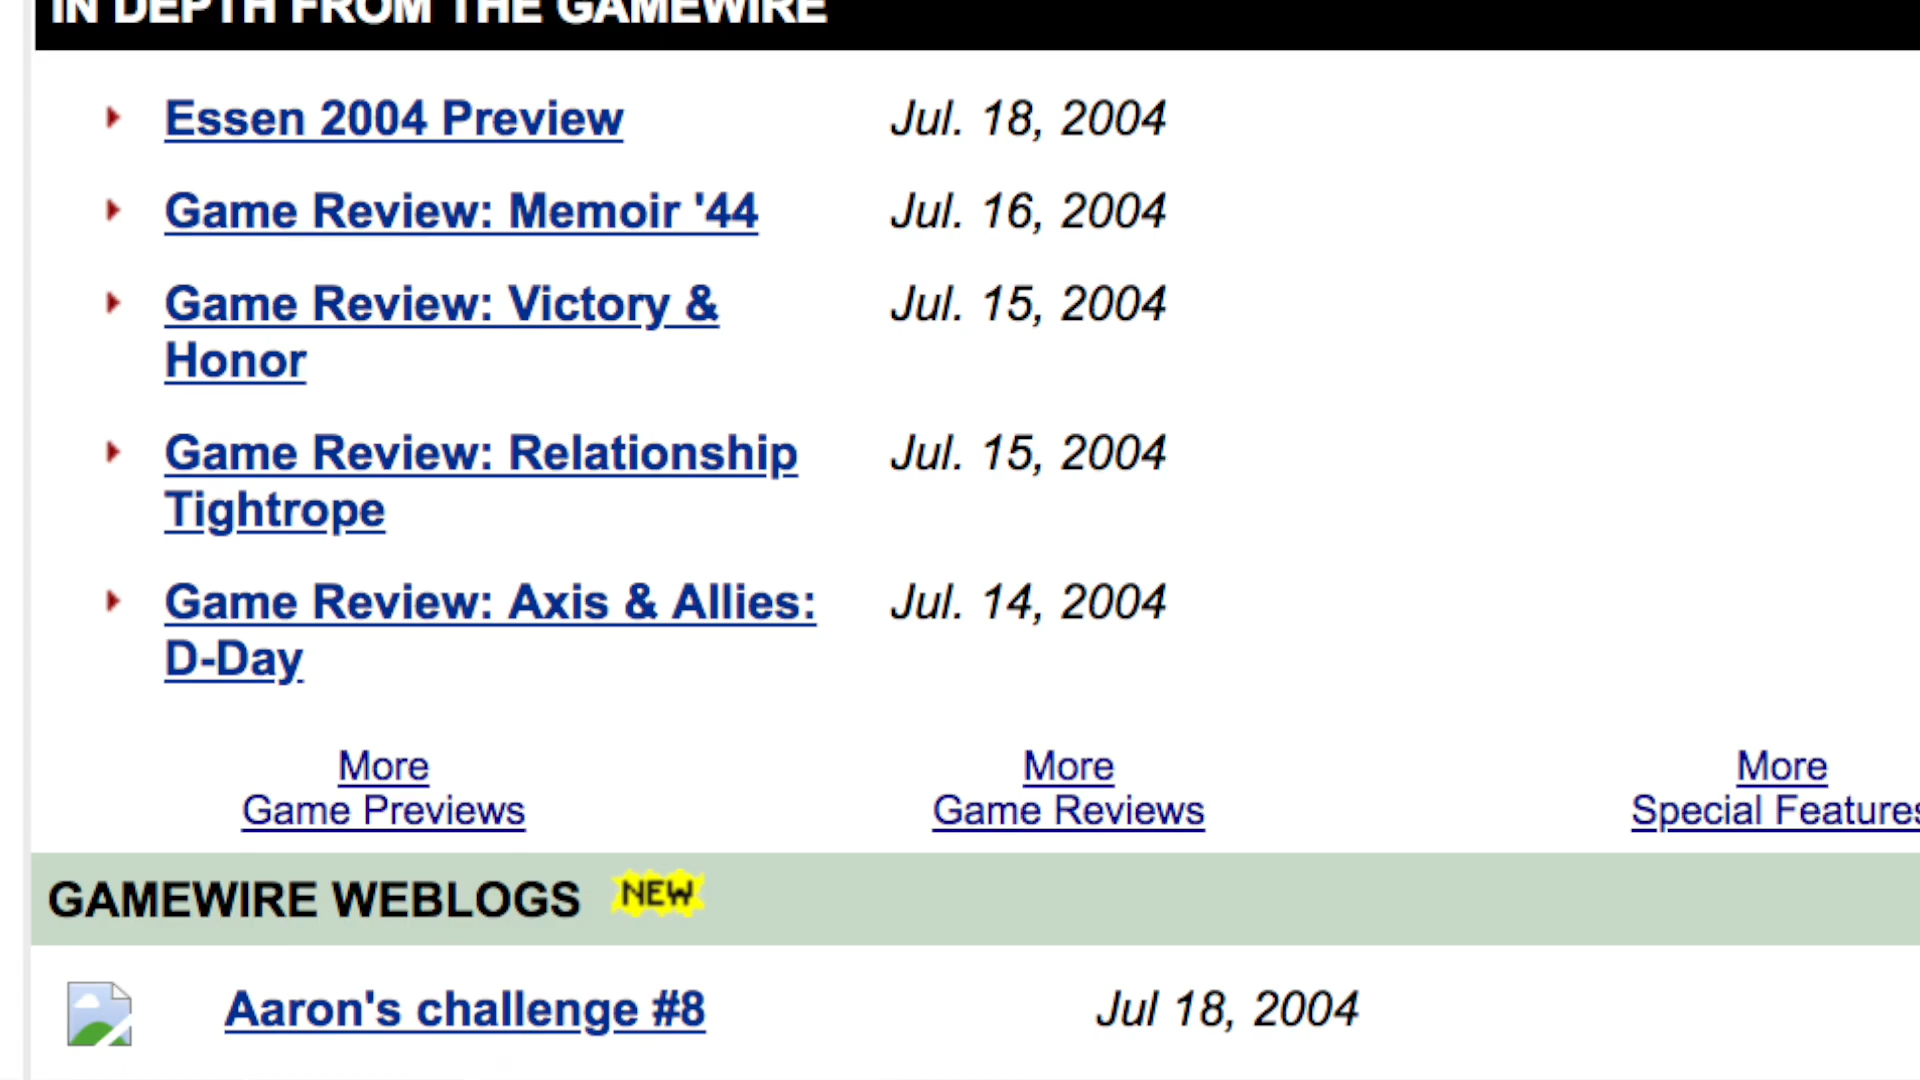 IN DEPTH FROM THE GAMEWIRE
Essen 2004 Preview Jul. 18, 2004
Game Review: Memoir '44 Jul. 16, 2004
Game Review: Victory & Jul. 15, 2004
Honor
Game Review: Relationship Jul. 15, 2004
Tightrope
Game Review: Axis & Allies: Jul. 14, 2004
D-Day
More More More
Game Previews Game Reviews Special Features
GAMEWIRE WEBLOGS NEW
Aaron's challenge #8 Jul 18, 2004